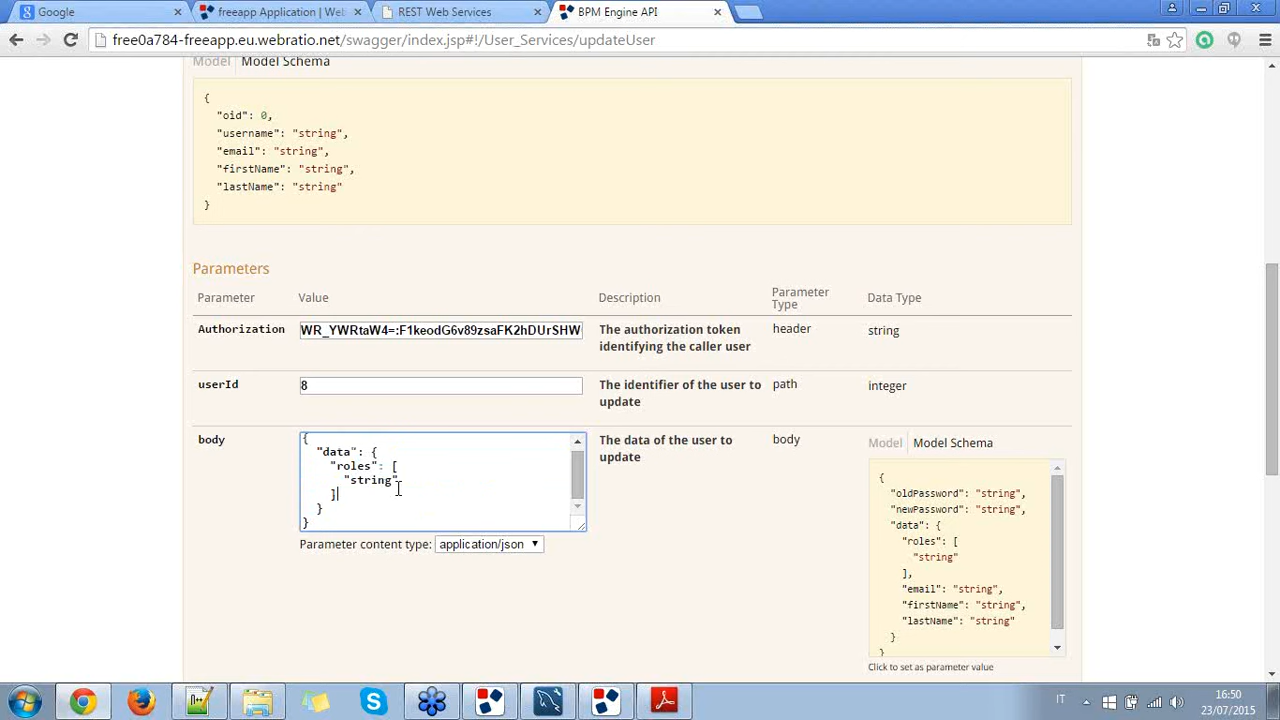 Google
freeapp Application | Web
REST Web Services
BPM Engine API
free0a784-freeapp.eu.webratio.net/swagger/index.jsp#!/User_Services/updateUser
Model Model Schema
{
"oid": 0,
"username": "string",
"email": "string",
"firstName": "string",
"lastName": "string"
}
Parameters
Parameter Value Description Parameter Type Data Type
Authorization WR_YWRtaW4=:F1keodG6v89zsaFK2hDUrSHW The authorization token header string
identifying the caller user
userId 8 The identifier of the user to path integer
update
body The data of the user to body
update
{
"data": {
"roles": [
"string"
]
}
}
Parameter content type: application/json
Model Model Schema
{
"oldPassword": "string",
"newPassword": "string",
"data": {
"roles": [
"string"
],
"email": "string",
"firstName": "string",
"lastName": "string"
}
}
Click to set as parameter value
IT
16:50
23/07/2015